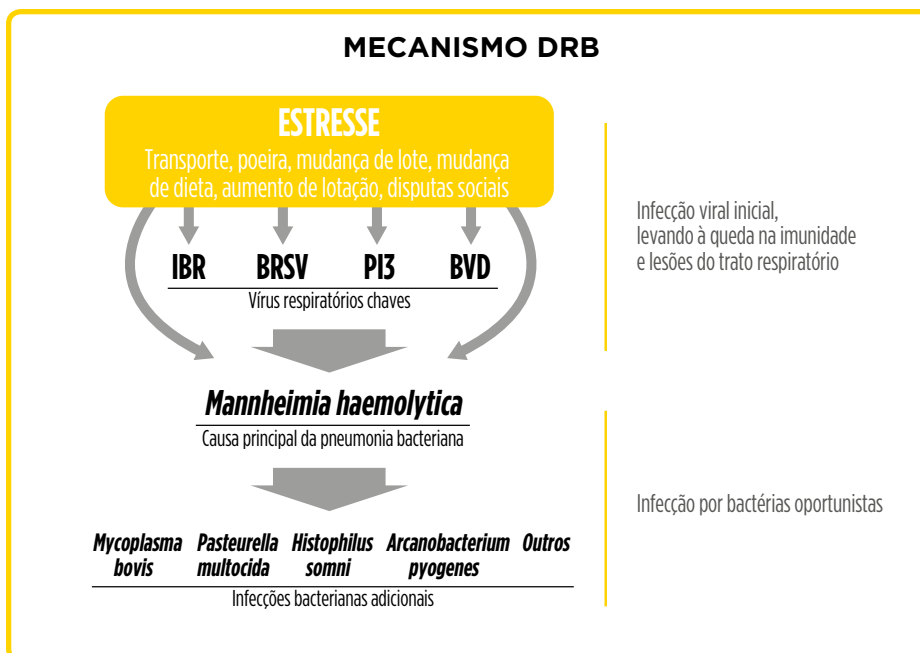 MECANISMO DRB
ESTRESSE
Transporte, poeira, mudança de lote, mudança
de dieta, aumento de lotação, disputas sociais
IBR BRSV PI3 BVD
Vírus respiratórios chaves
Infecção viral inicial,
levando à queda na imunidade
e lesões do trato respiratório
Mannheimia haemolytica
Causa principal da pneumonia bacteriana
Mycoplasma Pasteurella Histophilus Arcanobacterium Outros
bovis multocida somni pyogenes
Infecções bacterianas adicionais
Infecção por bactérias oportunistas